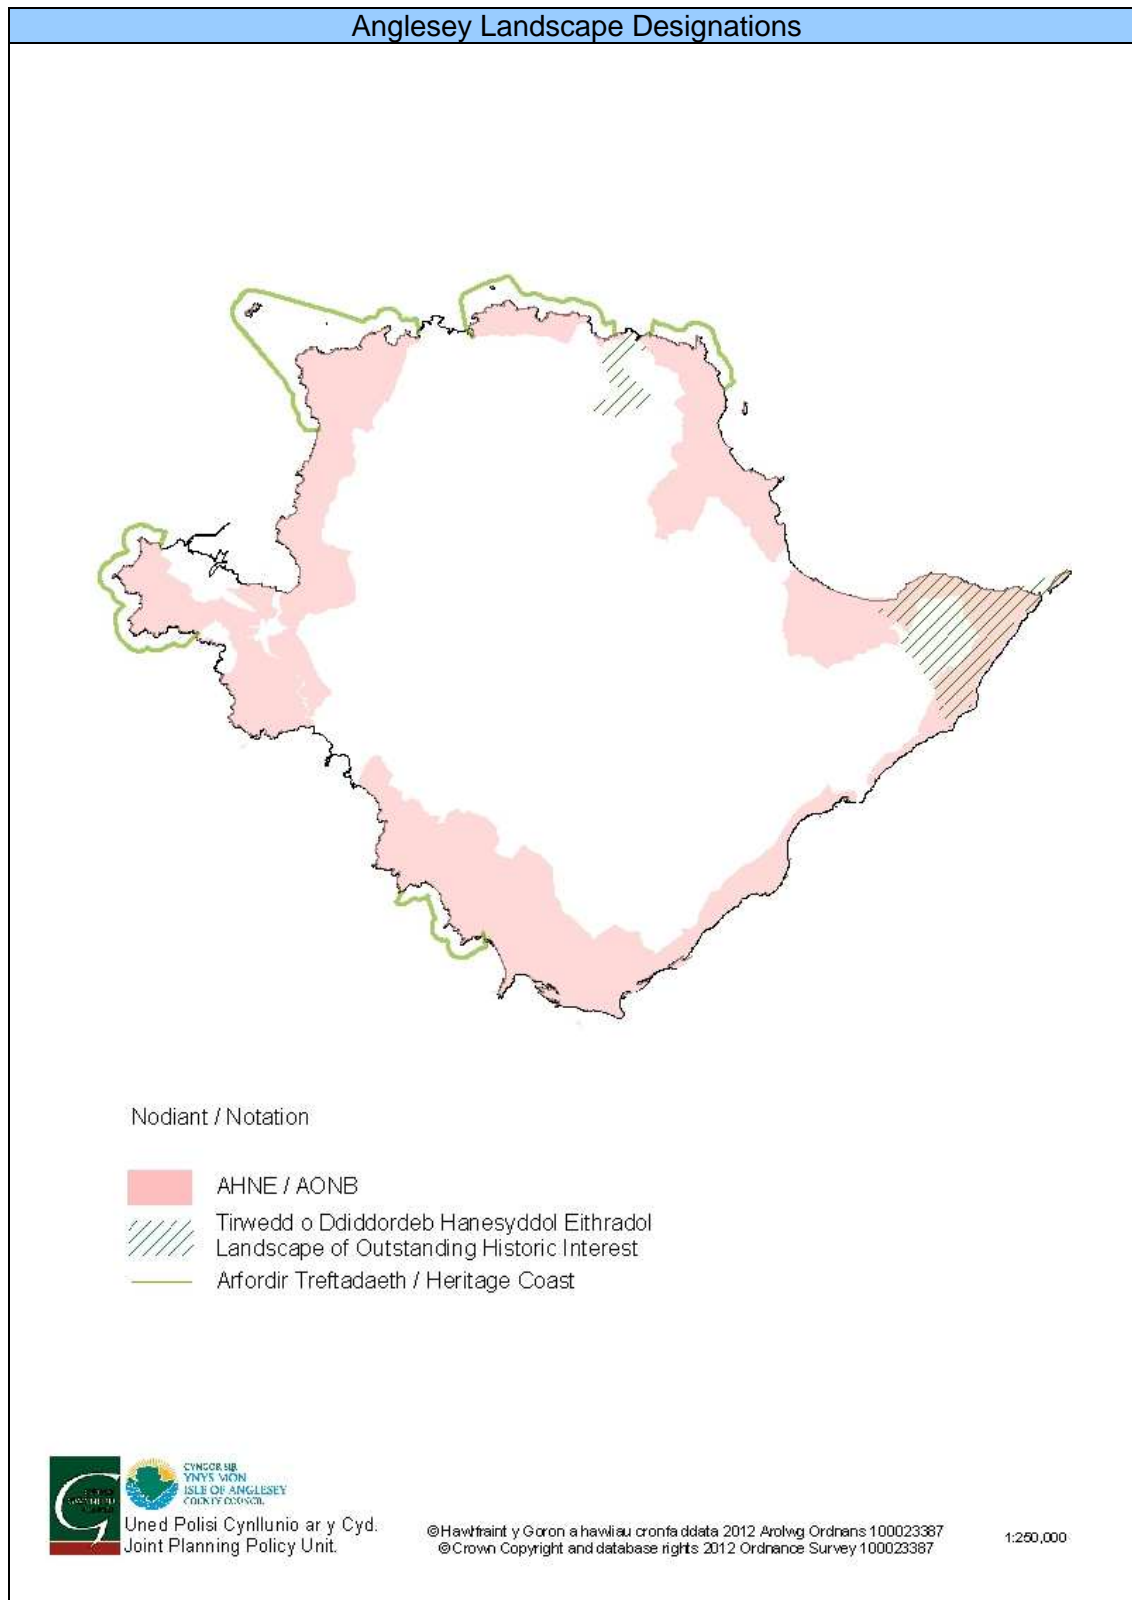 Anglesey Landscape Designations
Nodiant / Notation
AHNE / AONB
Tirwedd o Ddiddordeb Hanesyddol Eithradol
Landscape of Outstanding Historic Interest
Arfordir Treftadaeth / Heritage Coast
CYNGOR SIR
YNYS MON
ISLE OF ANGLESEY
COUNTY COUNCIL
Uned Polisi Cynllunio ar y Cyd.
Joint Planning Policy Unit.
©Hawlfraint y Goron a hawliau cronfa ddata 2012 Arolwg Ordnans 100023387
©Crown Copyright and database rights 2012 Ordnance Survey 100023387
1:250,000